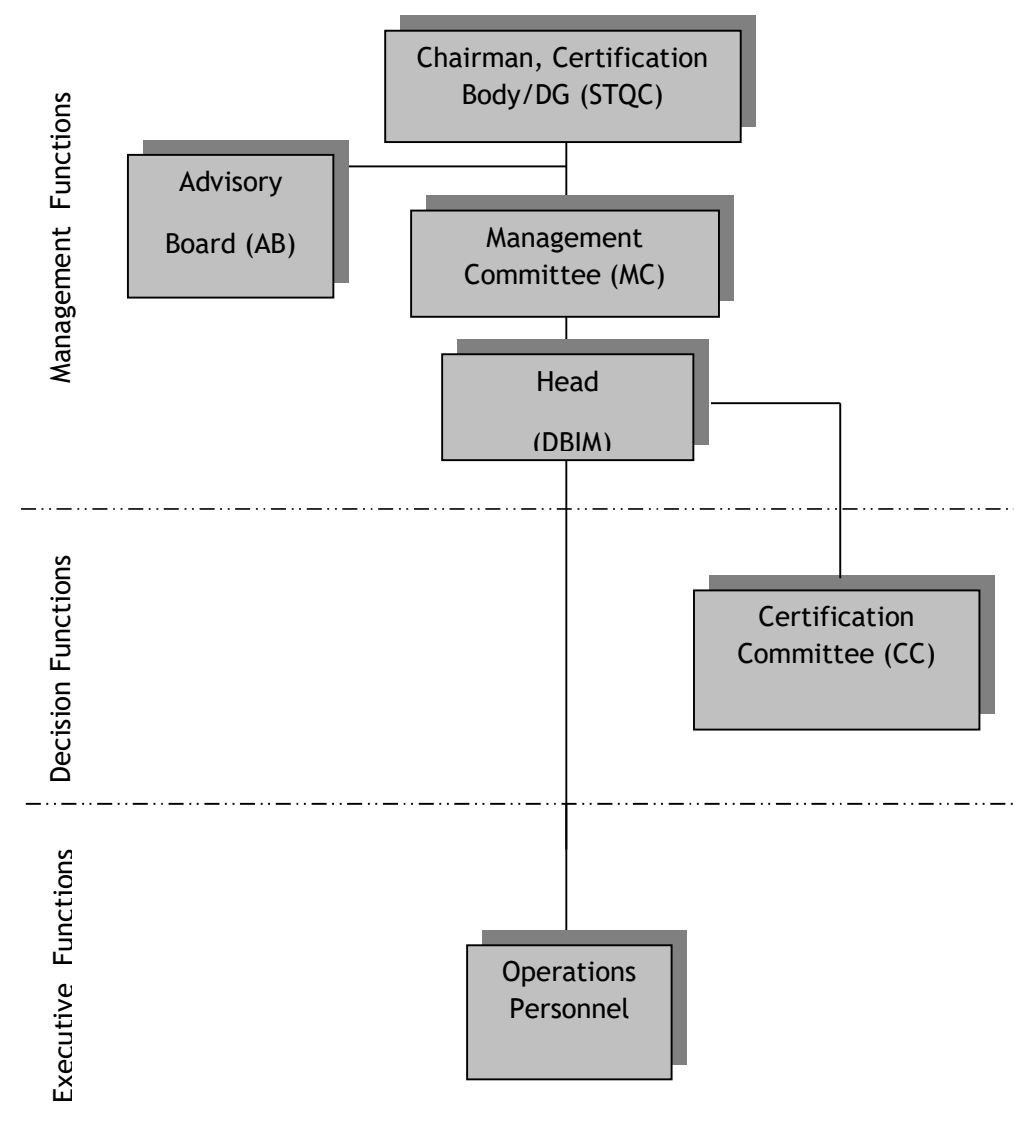 Management Functions
Chairman, Certification
Body/DG (STQC)
Advisory
Board (AB)
Management
Committee (MC)
Head
(DBIM)
Decision Functions
Certification
Committee (CC)
Executive Functions
Operations
Personnel